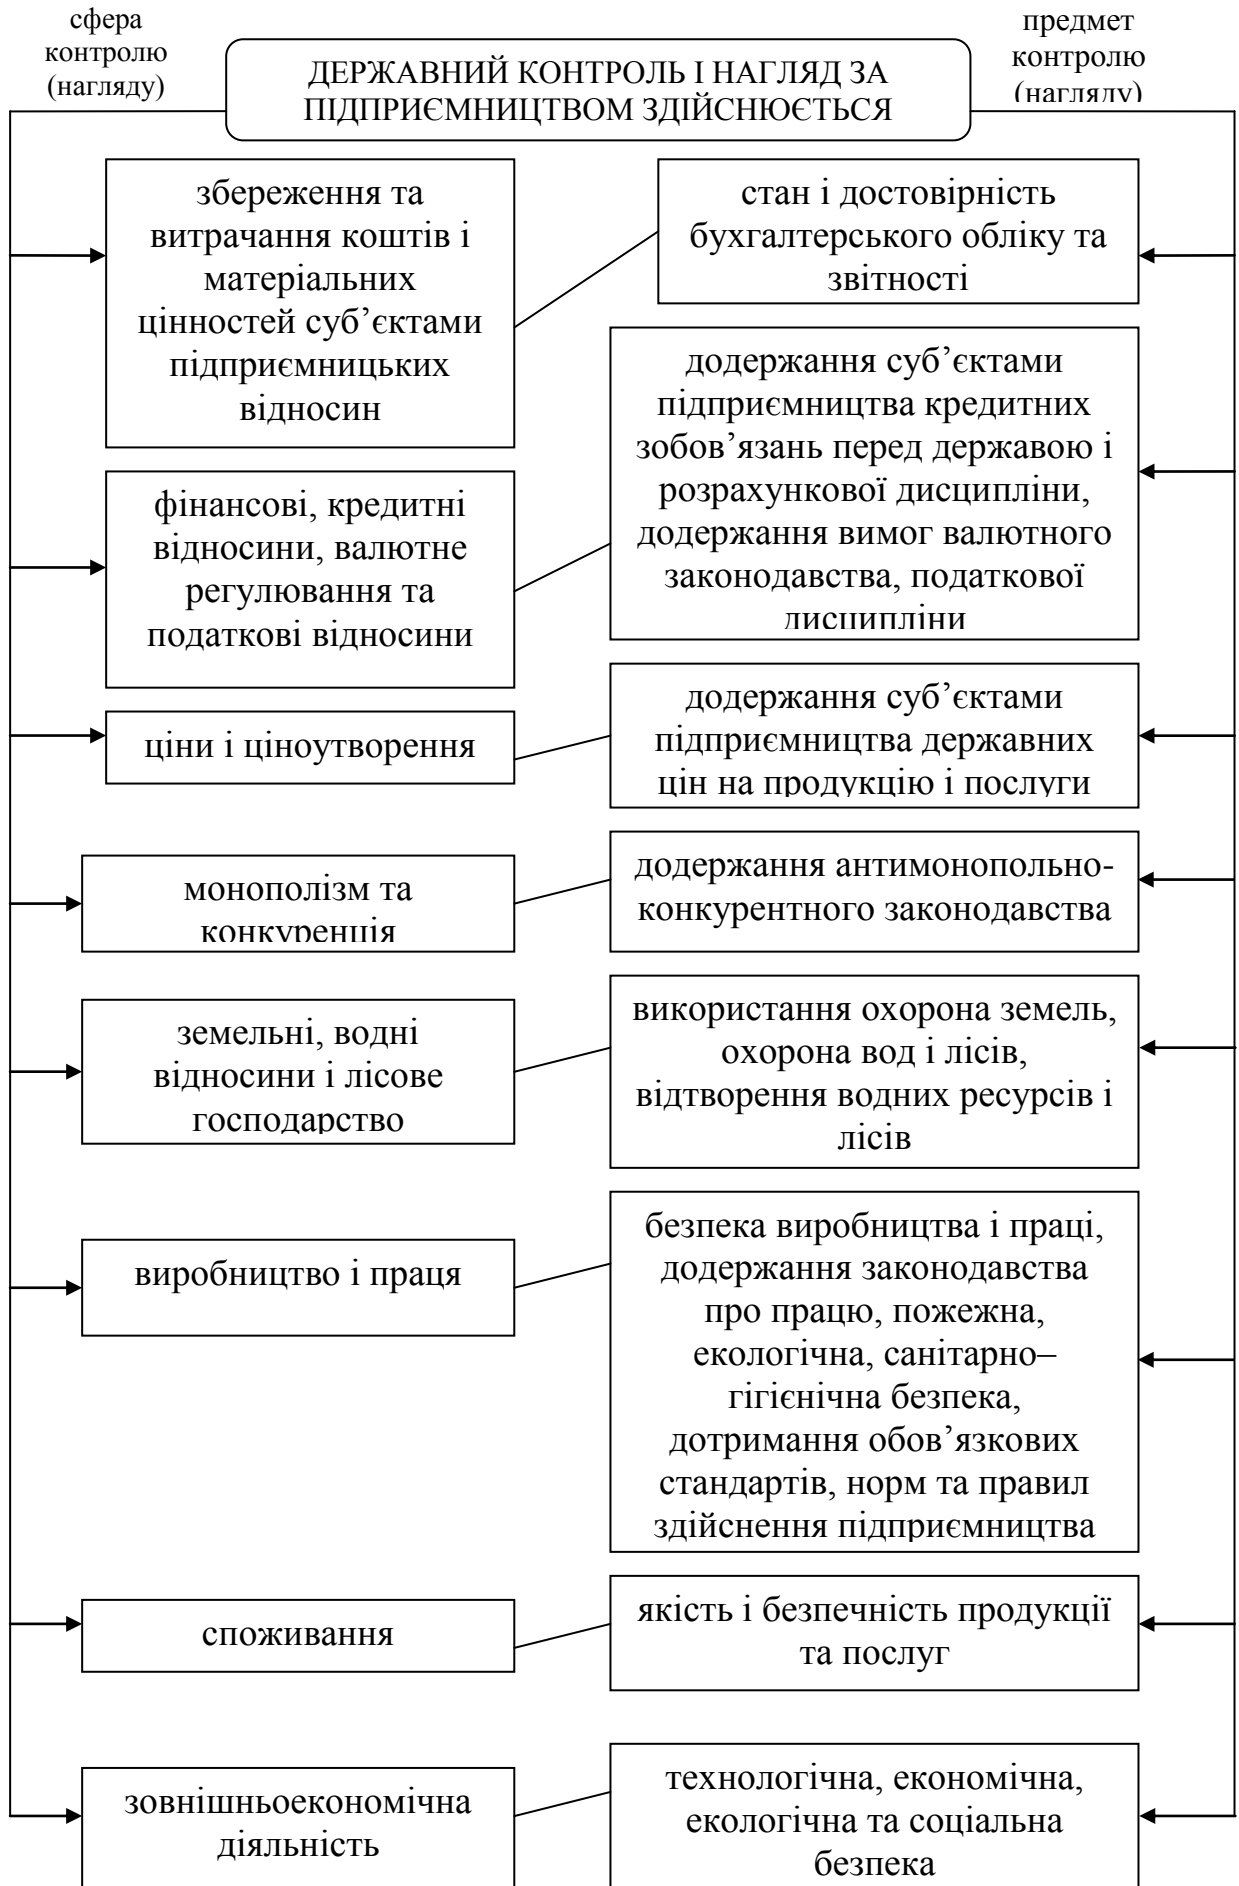 сфера
контролю
(нагляду)
предмет
контролю
(нагляду)
ДЕРЖАВНИЙ КОНТРОЛЬ І НАГЛЯД ЗА
ПІДПРИЄМНИЦТВОМ ЗДІЙСНЮЄТЬСЯ
збереження та
витрачання коштів і
матеріальних
цінностей суб’єктами
підприємницьких
відносин
стан і достовірність
бухгалтерського обліку та
звітності
фінансові, кредитні
відносини, валютне
регулювання та
податкові відносини
додержання суб’єктами
підприємництва кредитних
зобов’язань перед державою і
розрахункової дисципліни,
додержання вимог валютного
законодавства, податкової
дисципліни
ціни і ціноутворення
додержання суб’єктами
підприємництва державних
цін на продукцію і послуги
монополізм та
конкуренція
додержання антимонопольно-
конкурентного законодавства
земельні, водні
відносини і лісове
господарство
використання охорона земель,
охорона вод і лісів,
відтворення водних ресурсів і
лісів
виробництво і праця
безпека виробництва і праці,
додержання законодавства
про працю, пожежна,
екологічна, санітарно–
гігієнічна безпека,
дотримання обов’язкових
стандартів, норм та правил
здійснення підприємництва
споживання
якість і безпечність продукції
та послуг
зовнішньоекономічна
діяльність
технологічна, економічна,
екологічна та соціальна
безпека